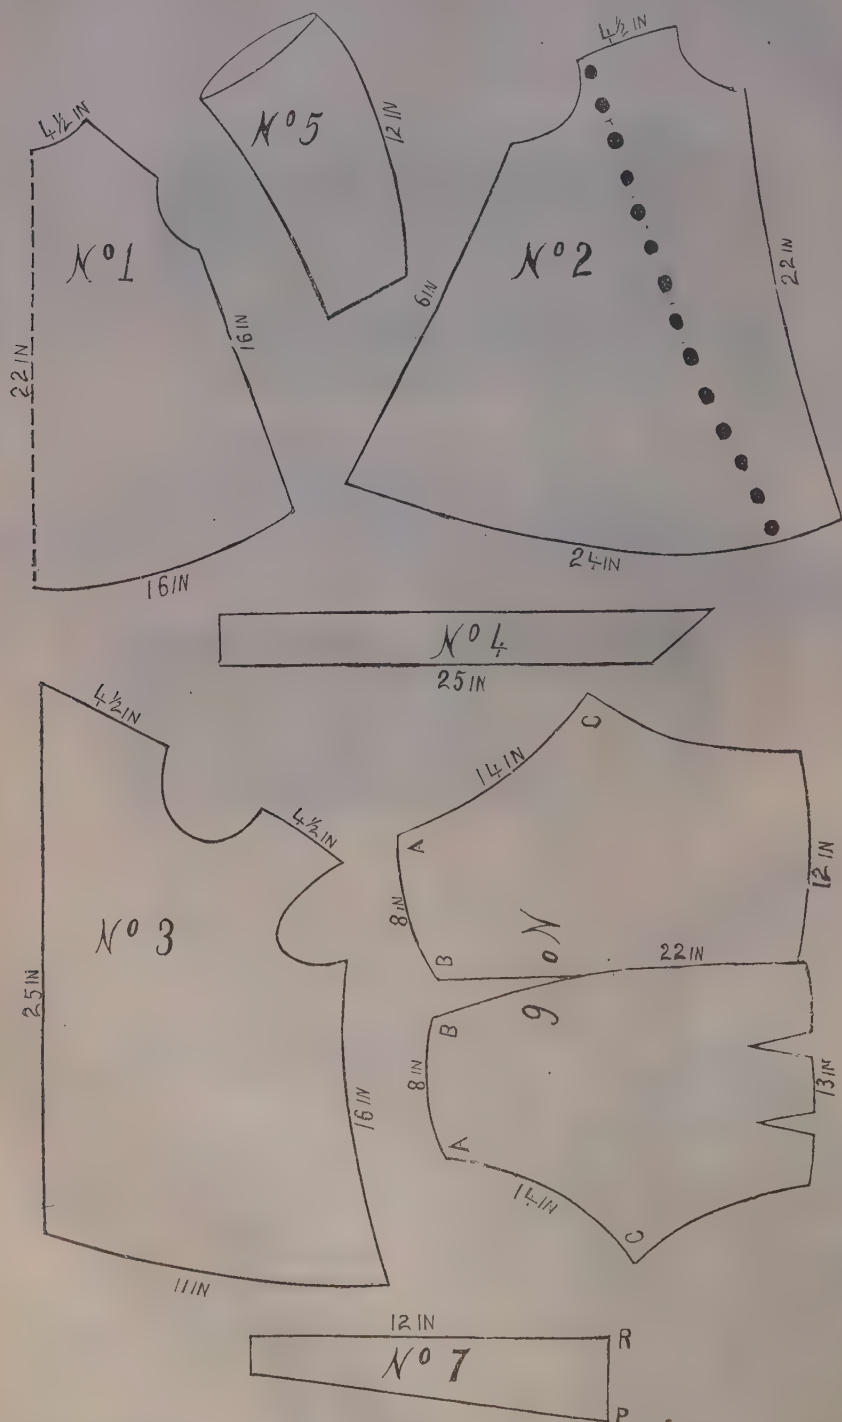 4½ IN
Nº 1
22 IN
16 IN
16 IN
Nº 5
12 IN
4½ IN
Nº 2
6 IN
22 IN
24 IN
Nº 4
25 IN
4½ IN
4½ IN
Nº 3
25 IN
16 IN
11 IN
C
14 IN
A
8 IN
B
Nº 6
22 IN
12 IN
B
8 IN
A
14 IN
C
13 IN
12 IN
R
Nº 7
P